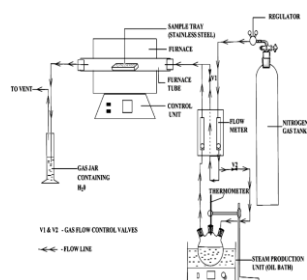 REGULATOR
SAMPLE TRAY
(STAINLESS STEEL)
FURNACE
FURNACE
TUBE
V1
TO VENT
CONTROL
UNIT
FLOW
METER
NITROGEN
GAS TANK
GAS JAR
CONTAINING
V2
THERMOMETER
V1 & V2 - GAS FLOW CONTROL VALVES
- FLOW LINE
STEAM PRODUCTION
UNIT (OIL BATH)